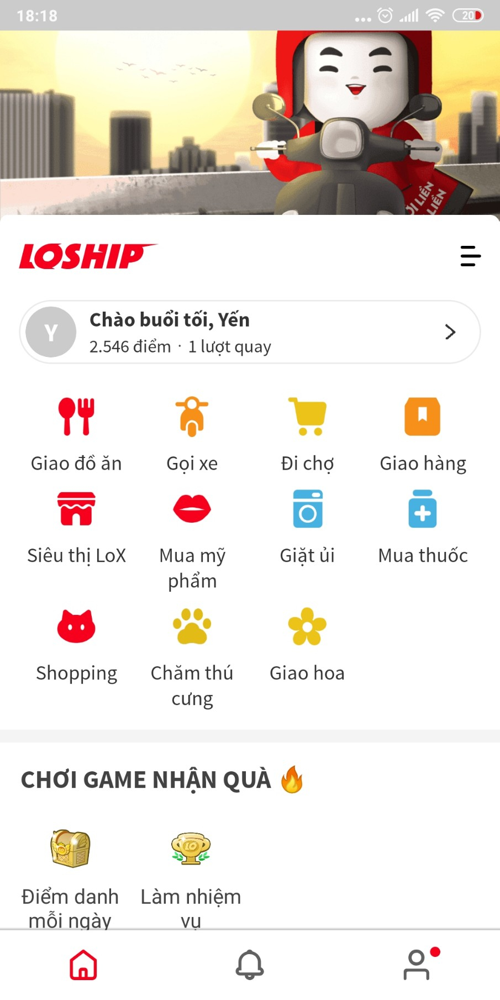 18:18
20
ƠI LIỀN
LIỀN
LOSHIP
Y
Chào buổi tối, Yến
2.546 điểm · 1 lượt quay
Giao đồ ăn
Gọi xe
Đi chợ
Giao hàng
Siêu thị LoX
Mua mỹ
phẩm
Giặt ủi
Mua thuốc
Shopping
Chăm thú
cưng
Giao hoa
CHƠI GAME NHẬN QUÀ 🔥
LO
Điểm danh
mỗi ngày
Làm nhiệm
vụ